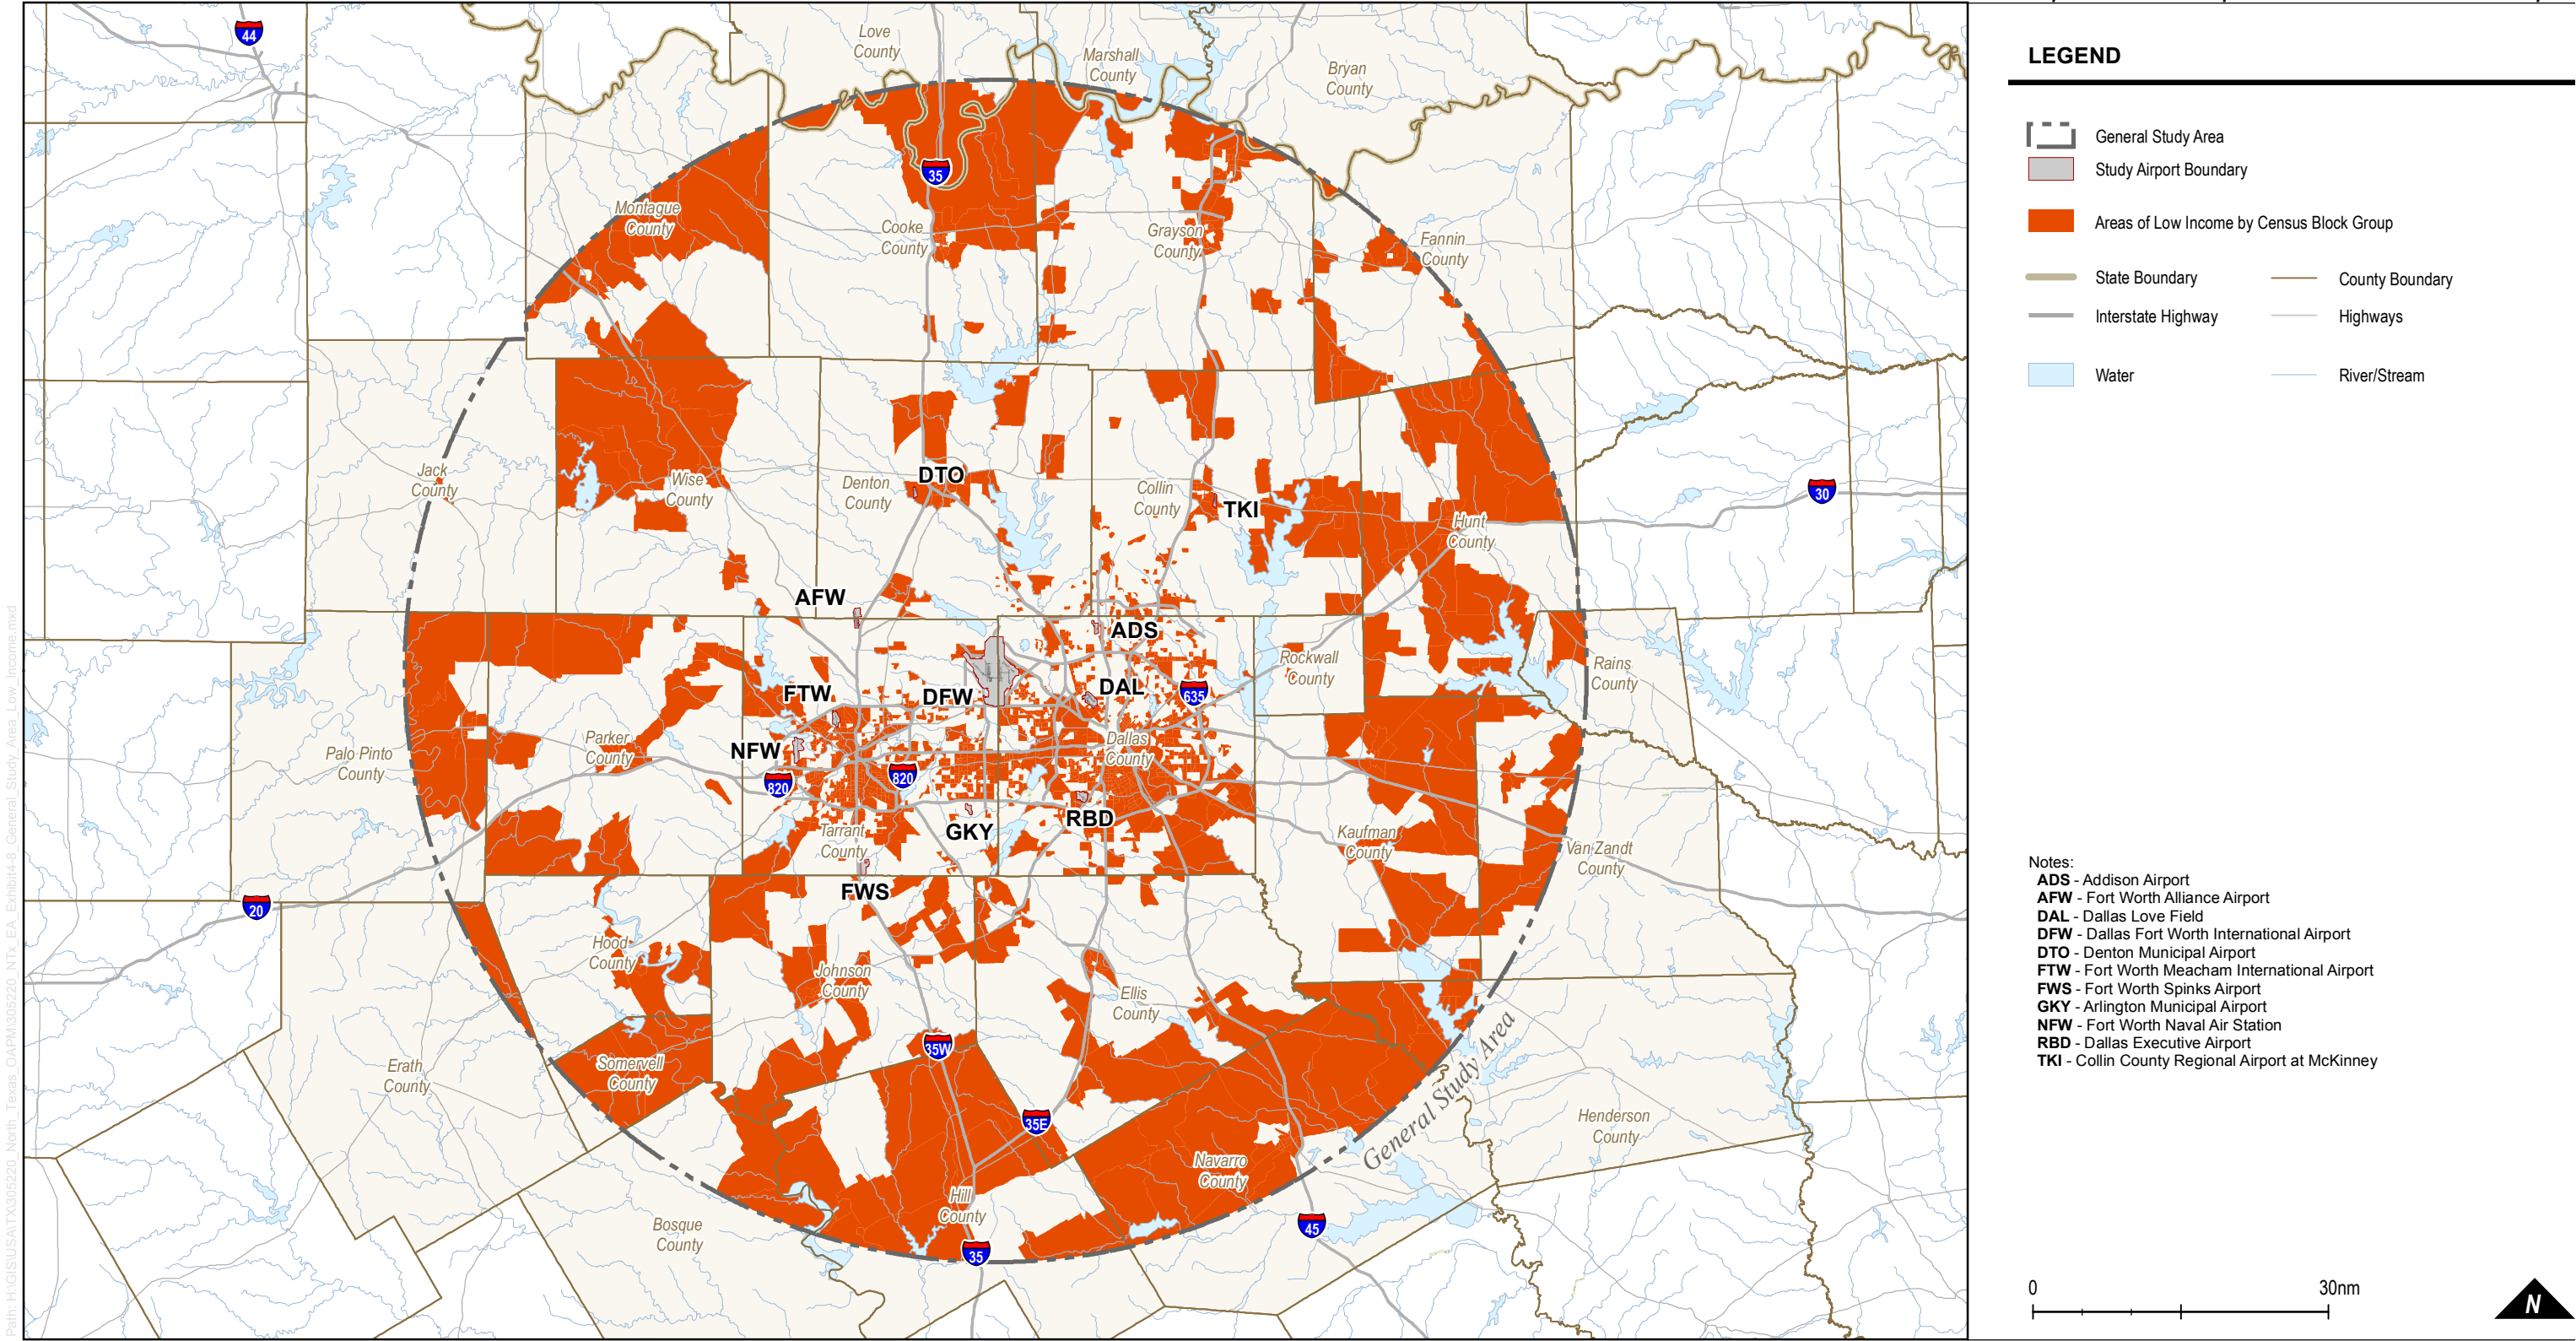 44
Love
County
Marshall
County
Bryan
County
35
Montague
County
Cooke
County
Grayson
County
Fannin
County
Jack
County
Wise
County
DTO
Denton
County
Collin
County
TKI
30
Hunt
County
AFW
ADS
Rockwall
County
Rains
County
FTW
DFW
DAL
635
Palo Pinto
County
Parker
County
NFW
820
820
Dallas
County
Tarrant
County
GKY
RBD
Kaufman
County
Van Zandt
County
FWS
20
Hood
County
Johnson
County
Ellis
County
35W
Somervell
County
Erath
County
35E
General Study Area
Henderson
County
Navarro
County
Hill
County
Bosque
County
35
45
Path: H:\GIS\USA\TX\305220_North_Texas_OAPM\305220_NTx_EA_Exhibit4-8_General_Study_Area_Low_Income.mxd
LEGEND
General Study Area
Study Airport Boundary
Areas of Low Income by Census Block Group
State Boundary
County Boundary
Interstate Highway
Highways
Water
River/Stream
Notes:
ADS - Addison Airport
AFW - Fort Worth Alliance Airport
DAL - Dallas Love Field
DFW - Dallas Fort Worth International Airport
DTO - Denton Municipal Airport
FTW - Fort Worth Meacham International Airport
FWS - Fort Worth Spinks Airport
GKY - Arlington Municipal Airport
NFW - Fort Worth Naval Air Station
RBD - Dallas Executive Airport
TKI - Collin County Regional Airport at McKinney
0 30nm
N